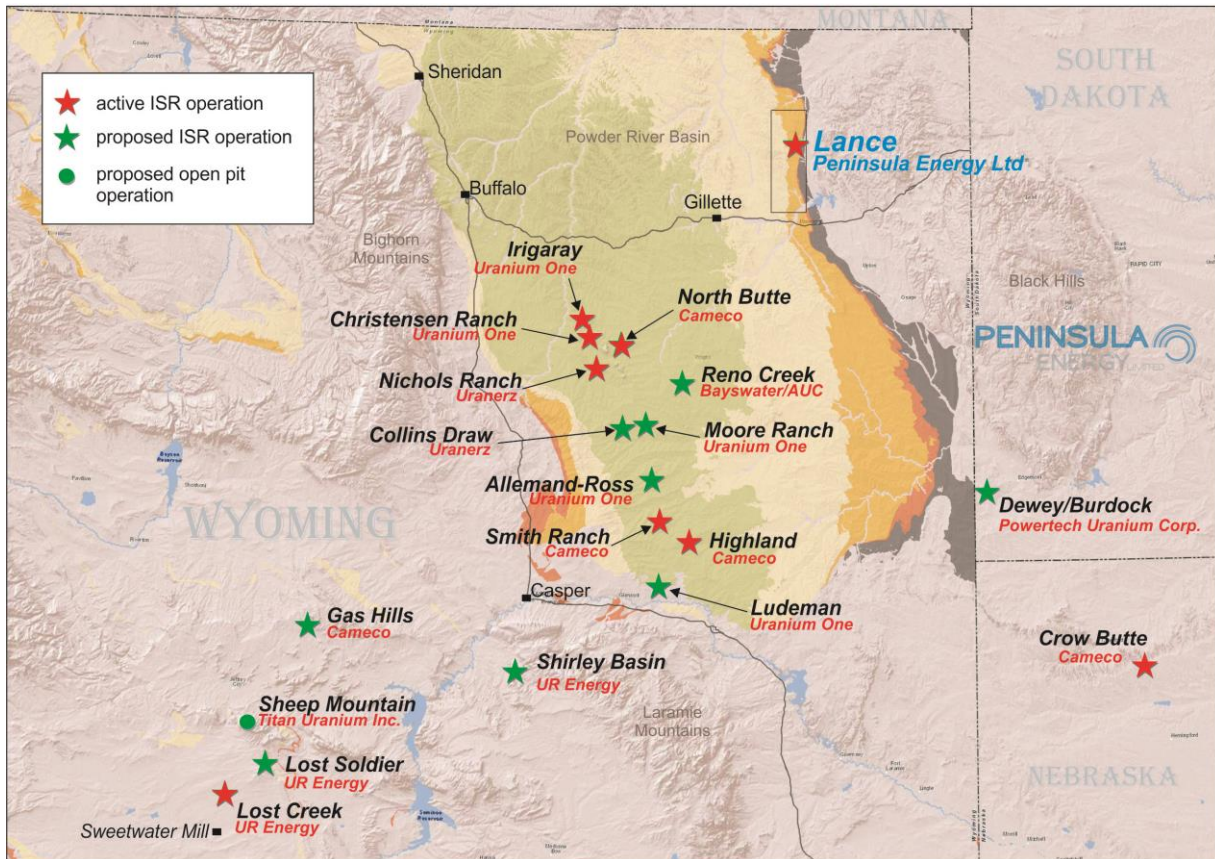 MONTANA
Montana
Wyoming
SOUTH
DAKOTA
active ISR operation
proposed ISR operation
proposed open pit
operation
Sheridan
Powder River Basin
Lance
Peninsula Energy Ltd
Buffalo
Gillette
Bighorn
Mountains
Irigaray
Uranium One
North Butte
Cameco
Black Hills
RAPID CITY
Christensen Ranch
Uranium One
PENINSULA
ENERGY
LIMITED
Nichols Ranch
Uranerz
Reno Creek
Bayswater/AUC
Collins Draw
Uranerz
Moore Ranch
Uranium One
Allemand-Ross
Uranium One
WYOMING
Dewey/Burdock
Powertech Uranium Corp.
Smith Ranch
Cameco
Highland
Cameco
Casper
Ludeman
Uranium One
Gas Hills
Cameco
Crow Butte
Cameco
Shirley Basin
UR Energy
Sheep Mountain
Titan Uranium Inc.
Laramie
Mountains
Lost Soldier
UR Energy
NEBRASKA
Lost Creek
UR Energy
Sweetwater Mill